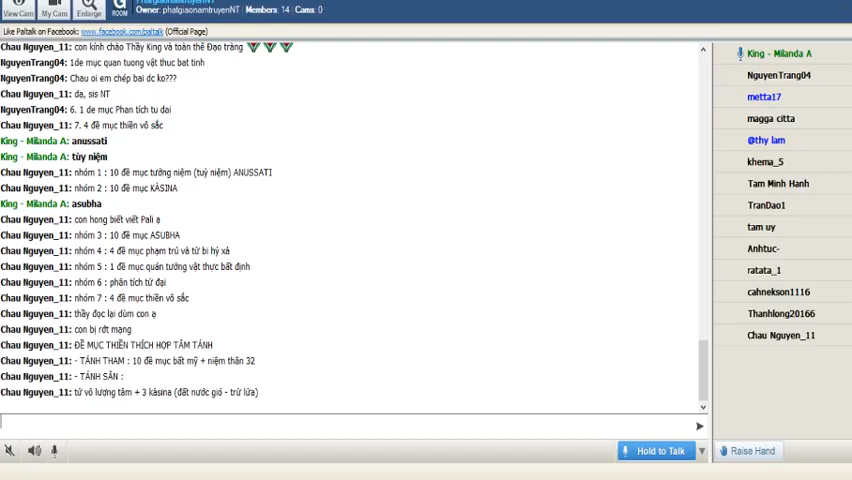 View Cam
My Cam
Enlarge
G
ROOM
PhatgiaonamtruyenNT
Owner: phatgiaonamtruyenNT | Members: 14 | Cams: 0
Like Paltalk on Facebook: www.facebook.com/paltalk (Official Page)
Chau Nguyen_11: con kính chào Thầy King và toàn thể Đạo tràng
NguyenTrang04: 1de mục quan tuong vật thuc bat tinh
NguyenTrang04: Chau oi em chép bai dc ko???
Chau Nguyen_11: dạ, sis NT
NguyenTrang04: 6. 1 de mục Phan tích tu dai
Chau Nguyen_11: 7. 4 đề mục thiền vô sắc
King - Milanda A: anussati
King - Milanda A: tùy niệm
Chau Nguyen_11: nhóm 1 : 10 đề mục tưởng niệm (tuỳ niệm) ANUSSATI
Chau Nguyen_11: nhóm 2 : 10 đề mục KÀSINA
King - Milanda A: asubha
Chau Nguyen_11: con hong biết viết Pali ạ
Chau Nguyen_11: nhóm 3 : 10 đề mục ASUBHA
Chau Nguyen_11: nhóm 4 : 4 đề mục phạm trú và từ bi hỷ xả
Chau Nguyen_11: nhóm 5 : 1 đề mục quán tưởng vật thực bất định
Chau Nguyen_11: nhóm 6 : phân tích tứ đại
Chau Nguyen_11: nhóm 7 : 4 đề mục thiền vô sắc
Chau Nguyen_11: thầy đọc lại dùm con ạ
Chau Nguyen_11: con bị rớt mạng
Chau Nguyen_11: ĐỀ MỤC THIỀN THÍCH HỢP TÂM TÁNH
Chau Nguyen_11: - TÁNH THAM : 10 đề mục bất mỹ + niệm thân 32
Chau Nguyen_11: - TÁNH SÂN :
Chau Nguyen_11: tứ vô lượng tâm + 3 kàsina (đất nước gió - trừ lửa)
Hold to Talk
King - Milanda A
NguyenTrang04
metta17
magga citta
@thy lam
khema_5
Tam Minh Hanh
TranDao1
tam uy
Anhtuc-
ratata_1
cahnekson1116
Thanhlong20166
Chau Nguyen_11
Raise Hand